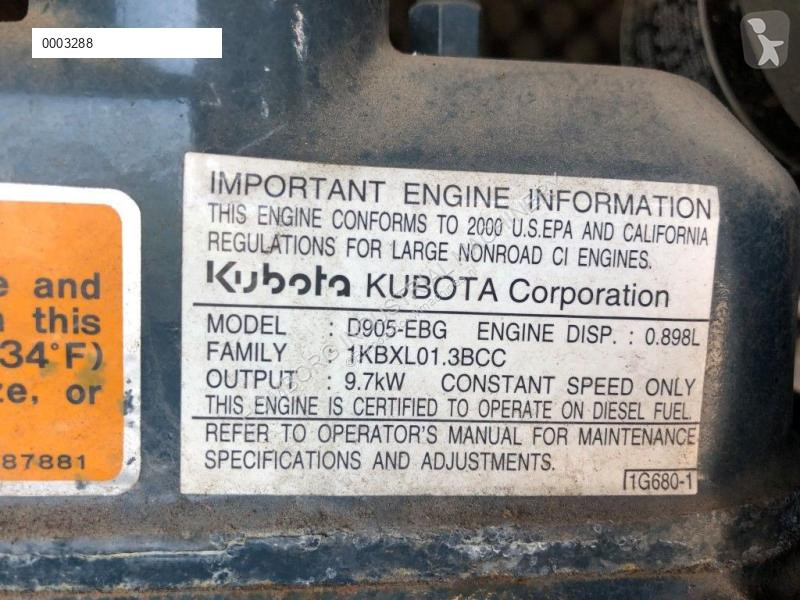 0003288
IMPORTANT ENGINE INFORMATION
THIS ENGINE CONFORMS TO 2000 U.S.EPA AND CALIFORNIA
REGULATIONS FOR LARGE NONROAD CI ENGINES.
Kubota KUBOTA Corporation
MODEL : D905-EBG ENGINE DISP. : 0.898L
FAMILY : 1KBXL01.3BCC
OUTPUT : 9.7kW CONSTANT SPEED ONLY
THIS ENGINE IS CERTIFIED TO OPERATE ON DIESEL FUEL.
REFER TO OPERATOR'S MANUAL FOR MAINTENANCE
SPECIFICATIONS AND ADJUSTMENTS.
1G680-1
e and
this
34°F)
ze, or
87881